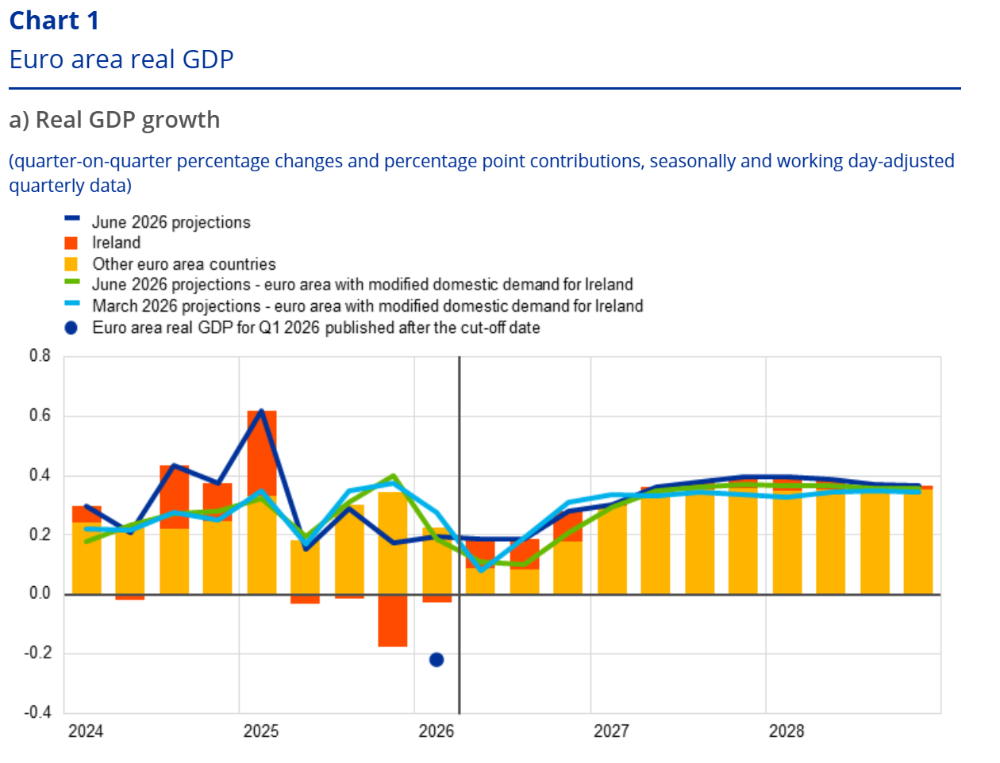 Chart 1
Euro area real GDP
a) Real GDP growth
(quarter-on-quarter percentage changes and percentage point contributions, seasonally and working day-adjusted
quarterly data)
June 2026 projections
Ireland
Other euro area countries
June 2026 projections - euro area with modified domestic demand for Ireland
March 2026 projections - euro area with modified domestic demand for Ireland
Euro area real GDP for Q1 2026 published after the cut-off date
0.8
0.6
0.4
0.2
0.0
-0.2
-0.4
2024 2025 2026 2027 2028